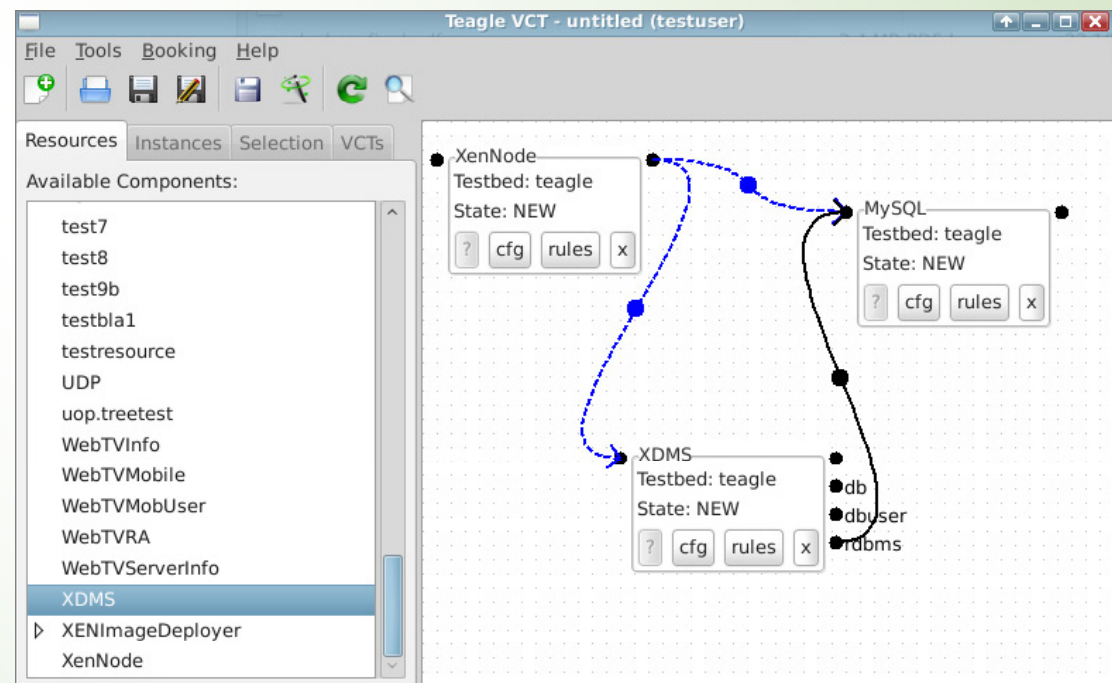 Teagle VCT - untitled (testuser)
File Tools Booking Help
Resources Instances Selection VCTs
Available Components:
test7
test8
test9b
testbla1
testresource
UDP
uop.treetest
WebTVInfo
WebTVMobile
WebTVMobUser
WebTVRA
WebTVServerInfo
XDMS
XENImageDeployer
XenNode
XenNode
Testbed: teagle
State: NEW
? cfg rules x
MySQL
Testbed: teagle
State: NEW
? cfg rules x
XDMS
Testbed: teagle
State: NEW
? cfg rules x
db
dbuser
rdbms